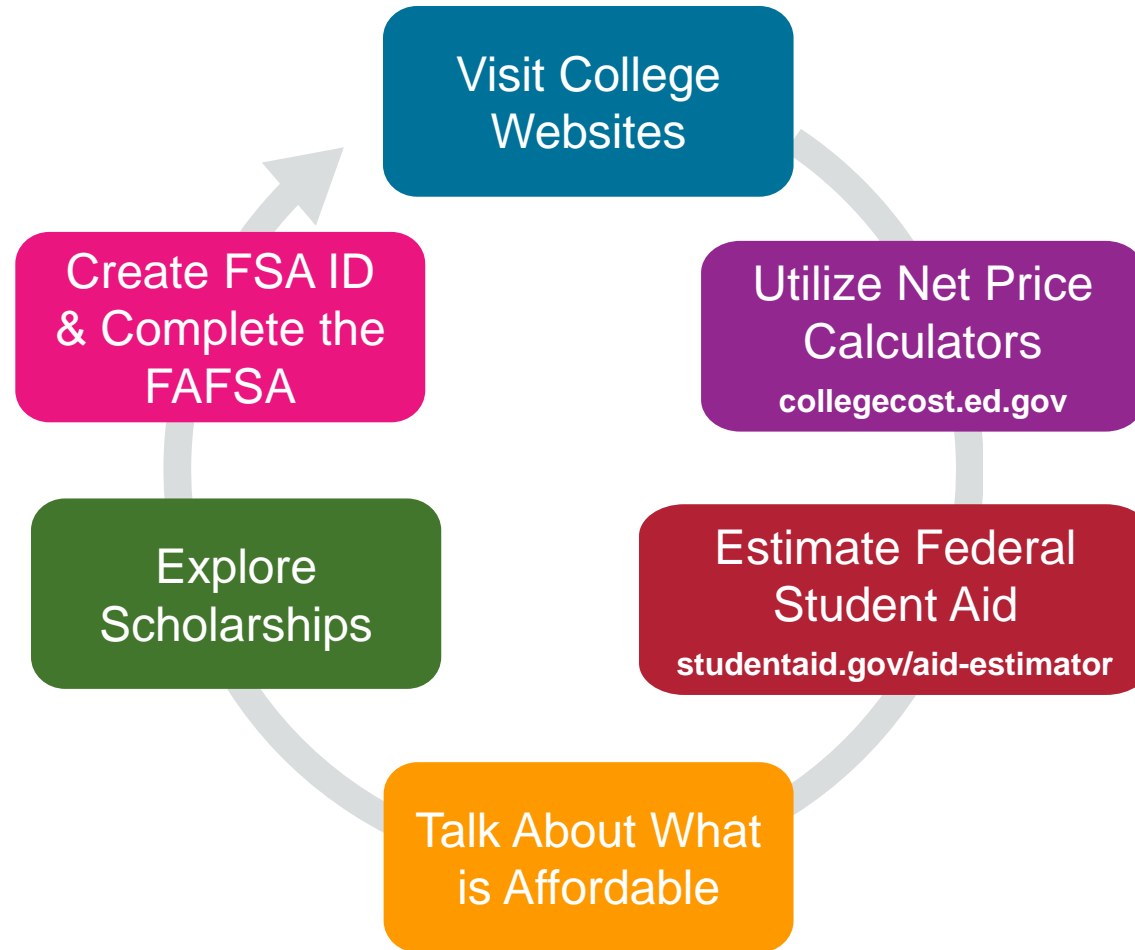 Visit College
Websites
Utilize Net Price
Calculators
collegecost.ed.gov
Estimate Federal
Student Aid
studentaid.gov/aid-estimator
Talk About What
is Affordable
Explore
Scholarships
Create FSA ID
& Complete the
FAFSA